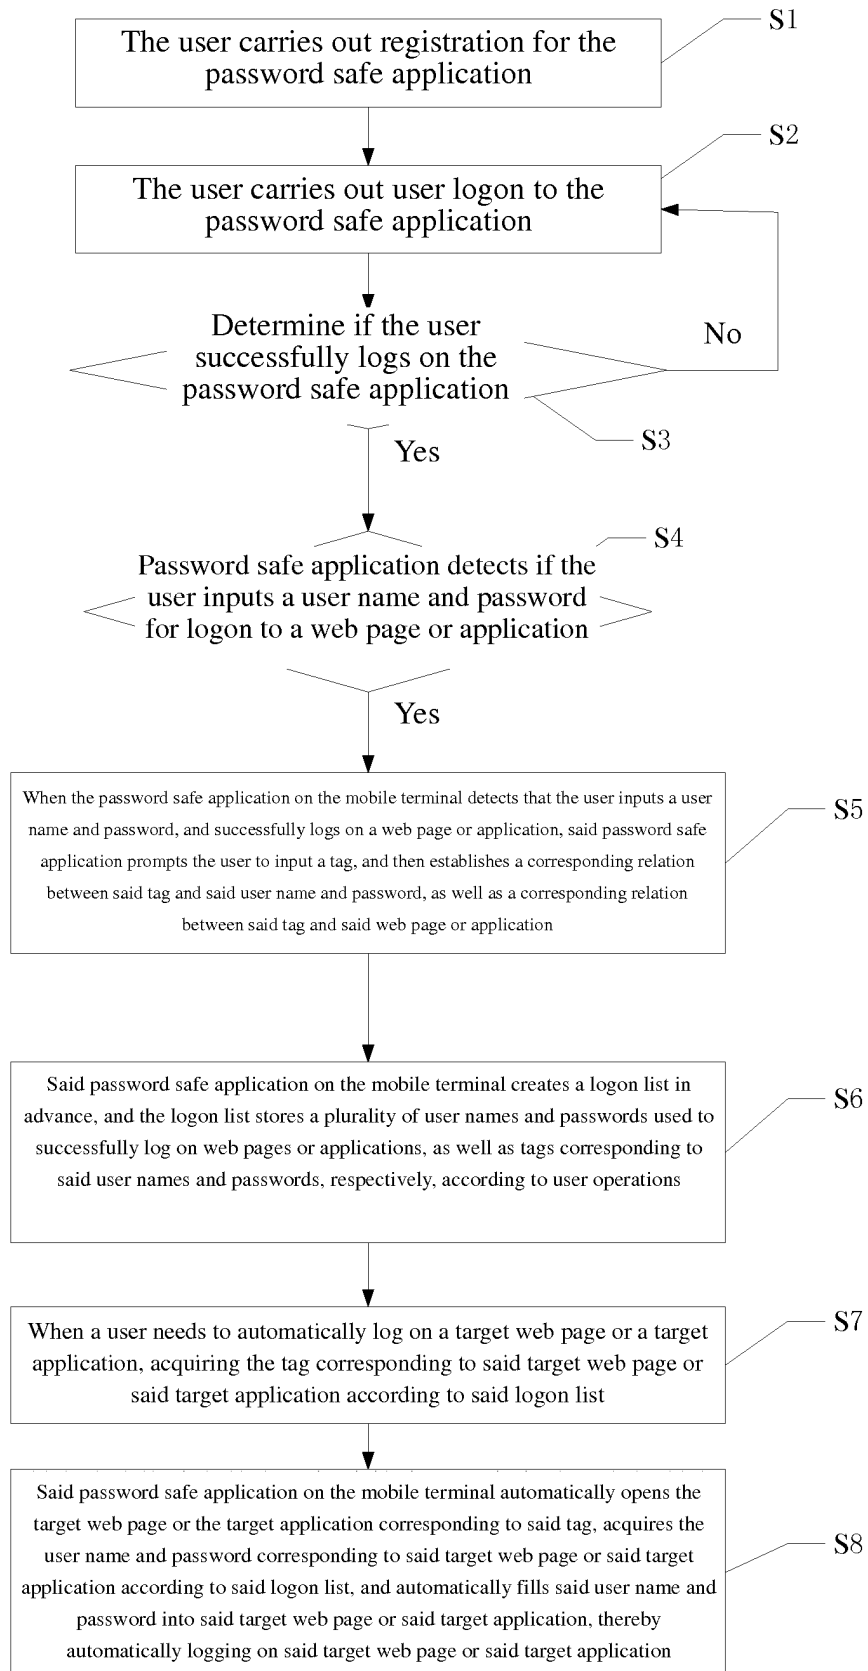 S1
The user carries out registration for the
password safe application
S2
The user carries out user logon to the
password safe application
Determine if the user
successfully logs on the
password safe application
No
S3
Yes
S4
Password safe application detects if the
user inputs a user name and password
for logon to a web page or application
Yes
When the password safe application on the mobile terminal detects that the user inputs a user
name and password, and successfully logs on a web page or application, said password safe
application prompts the user to input a tag, and then establishes a corresponding relation
between said tag and said user name and password, as well as a corresponding relation
between said tag and said web page or application
S5
Said password safe application on the mobile terminal creates a logon list in
advance, and the logon list stores a plurality of user names and passwords used to
successfully log on web pages or applications, as well as tags corresponding to
said user names and passwords, respectively, according to user operations
S6
When a user needs to automatically log on a target web page or a target
application, acquiring the tag corresponding to said target web page or
said target application according to said logon list
S7
Said password safe application on the mobile terminal automatically opens the
target web page or the target application corresponding to said tag, acquires the
user name and password corresponding to said target web page or said target
application according to said logon list, and automatically fills said user name and
password into said target web page or said target application, thereby
automatically logging on said target web page or said target application
S8